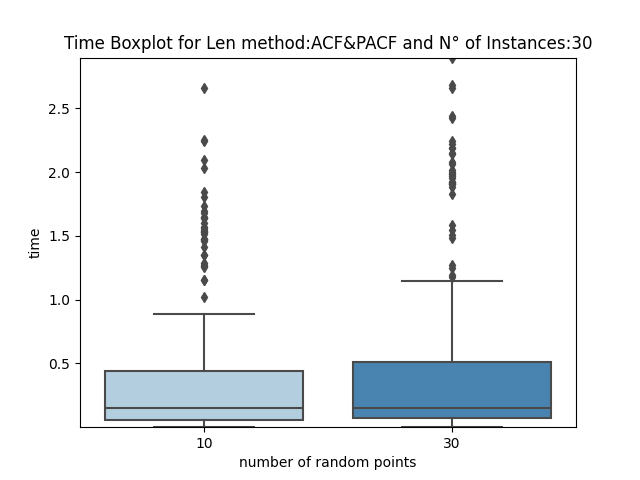 Time Boxplot for Len method:ACF&PACF and N° of Instances:30
2.5
2.0
1.5
1.0
0.5
time
10 30
number of random points